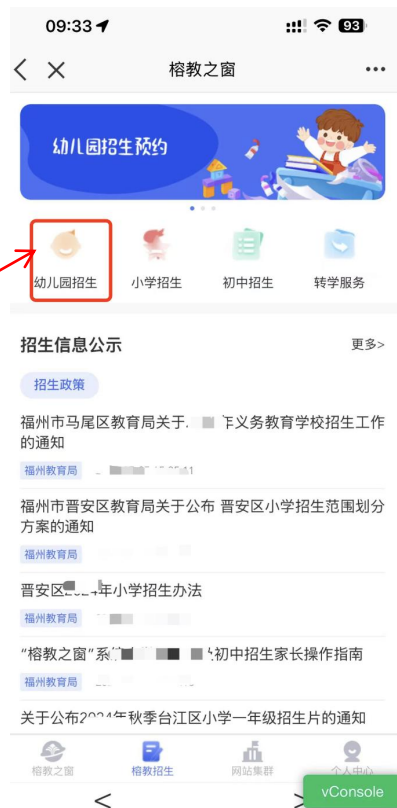 09:33
93
榕教之窗
幼儿园招生预约
幼儿园招生
小学招生
初中招生
转学服务
招生信息公示
更多>
招生政策
福州市马尾区教育局关于 年义务教育学校招生工作
的通知
福州教育局
福州市晋安区教育局关于公布 晋安区小学招生范围划分
方案的通知
福州教育局
晋安区 年小学招生办法
福州教育局
“榕教之窗”系 初中招生家长操作指南
福州教育局
关于公布2024年秋季台江区小学一年级招生片的通知
榕教之窗
榕教招生
网站集群
个人中心
vConsole